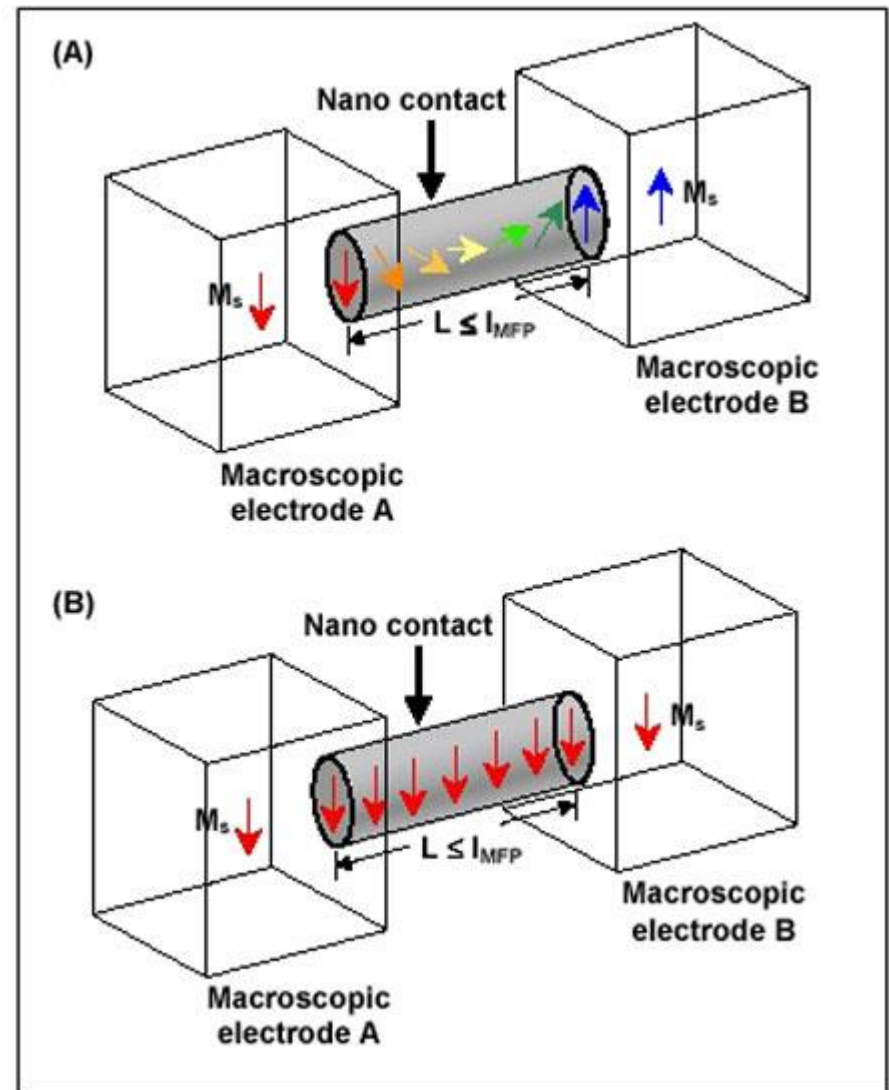 (A)
Nano contact
Mₛ
Mₛ
L ≤ lMFP
Macroscopic
electrode B
Macroscopic
electrode A
(B)
Nano contact
Mₛ
Mₛ
L ≤ lMFP
Macroscopic
electrode B
Macroscopic
electrode A